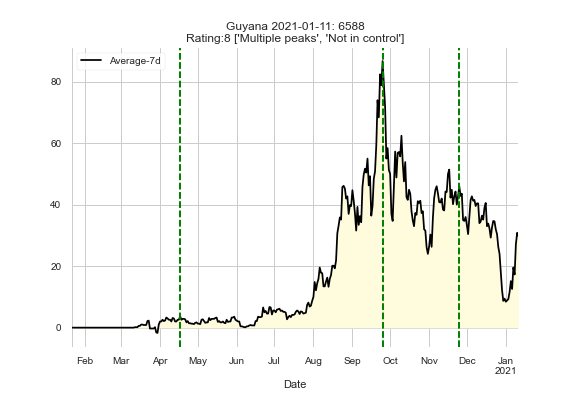 Guyana 2021-01-11: 6588
Rating:8 ['Multiple peaks', 'Not in control']
Average-7d
80
60
40
20
0
Feb Mar Apr May Jun Jul Aug Sep Oct Nov Dec Jan
2021
Date